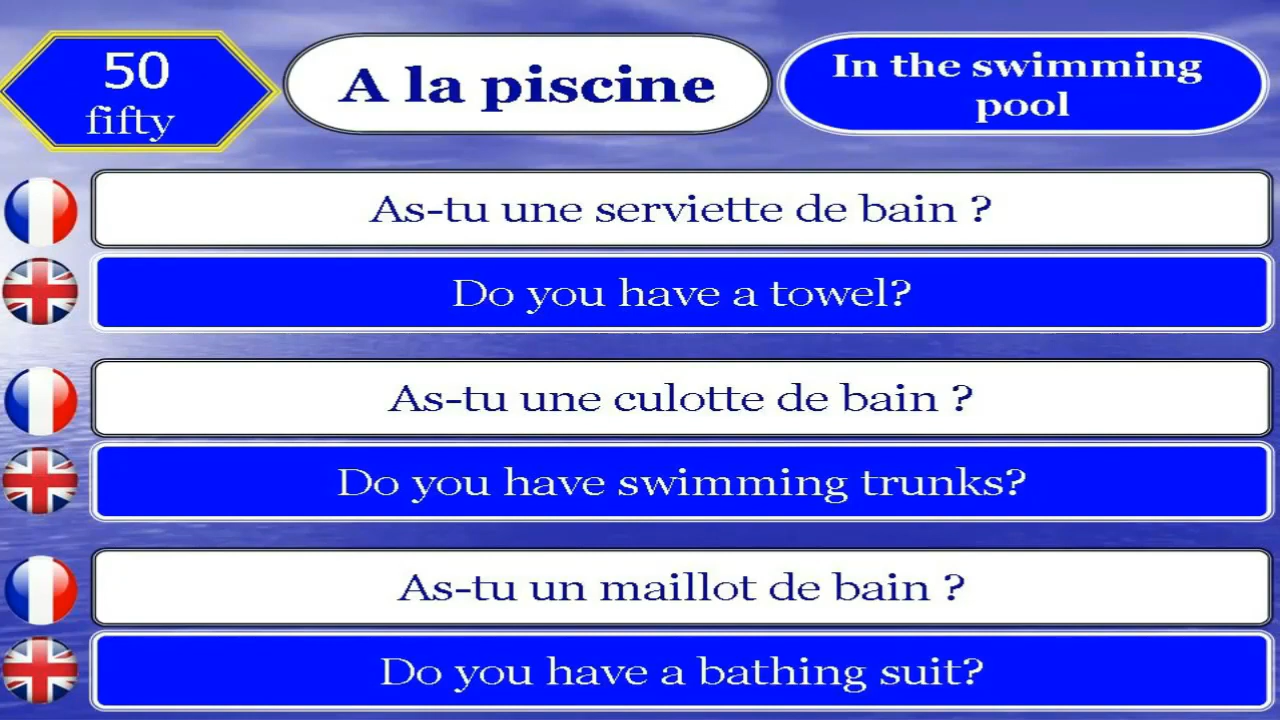 50
fifty
A la piscine
In the swimming
pool
As-tu une serviette de bain ?
Do you have a towel?
As-tu une culotte de bain ?
Do you have swimming trunks?
As-tu un maillot de bain ?
Do you have a bathing suit?